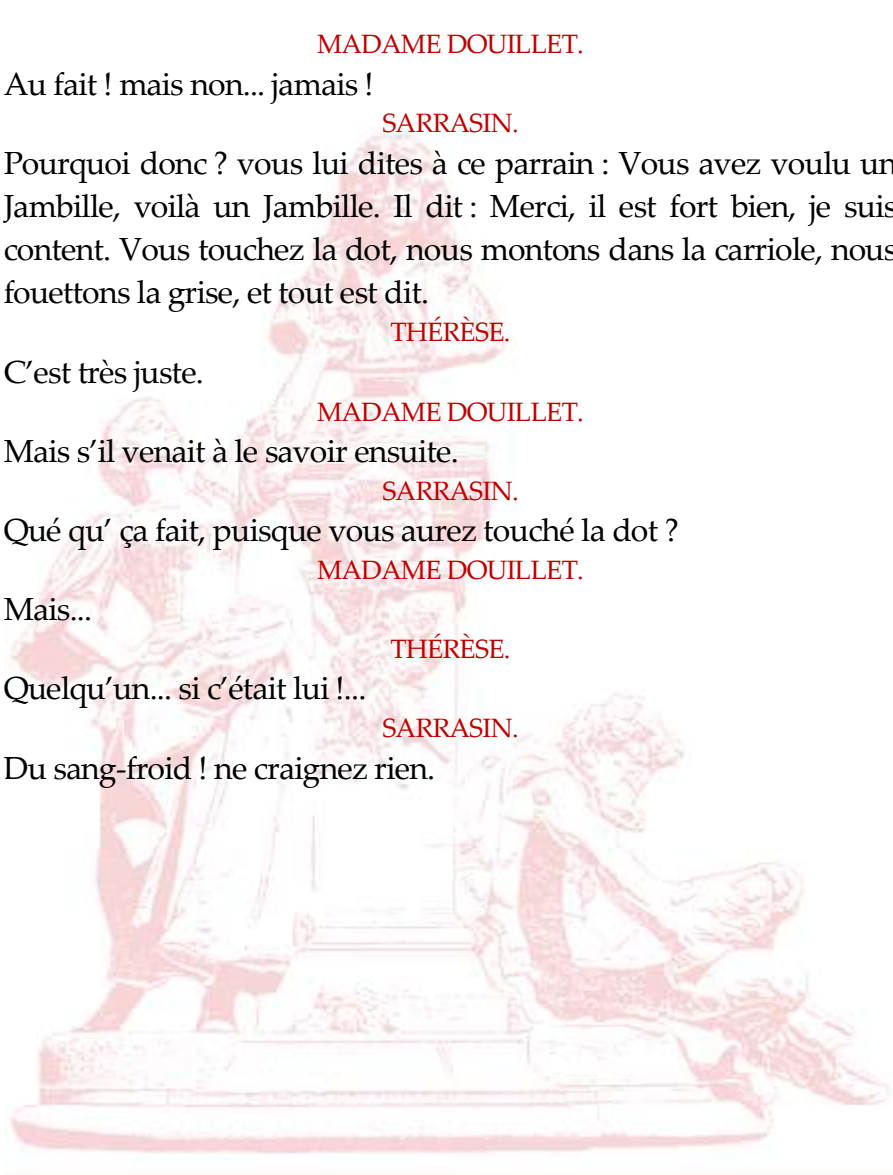 MADAME DOUILLET.
Au fait ! mais non... jamais !
SARRASIN.
Pourquoi donc ? vous lui dites à ce parrain : Vous avez voulu un
Jambille, voilà un Jambille. Il dit : Merci, il est fort bien, je suis
content. Vous touchez la dot, nous montons dans la carriole, nous
fouettons la grise, et tout est dit.
THÉRÈSE.
C’est très juste.
MADAME DOUILLET.
Mais s’il venait à le savoir ensuite.
SARRASIN.
Qué qu’ ça fait, puisque vous aurez touché la dot ?
MADAME DOUILLET.
Mais...
THÉRÈSE.
Quelqu’un... si c’était lui !...
SARRASIN.
Du sang-froid ! ne craignez rien.